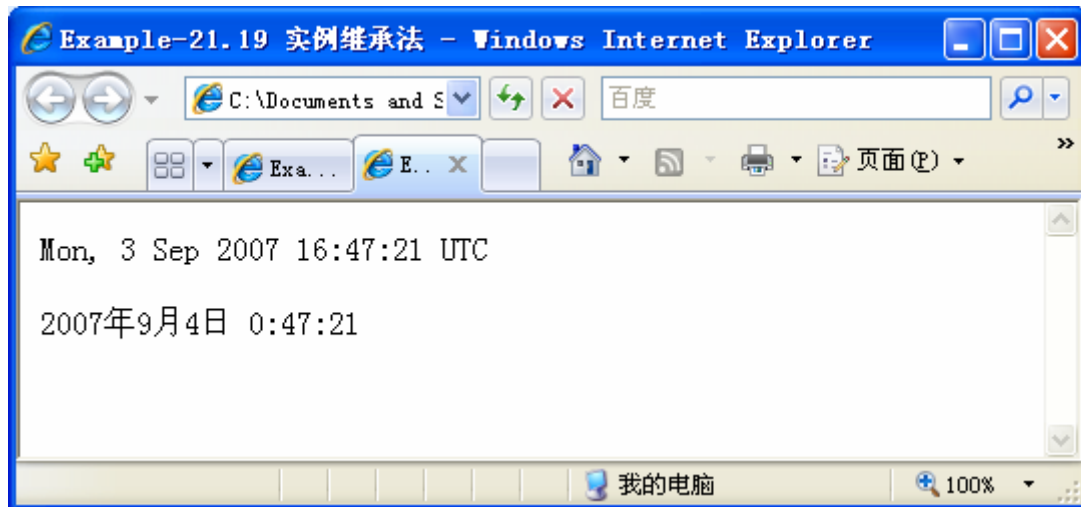 Example-21.19 实例继承法 - Windows Internet Explorer
C:\Documents and S
百度
Exa...
E..
页面(P)
Mon, 3 Sep 2007 16:47:21 UTC
2007年9月4日 0:47:21
我的电脑
100%